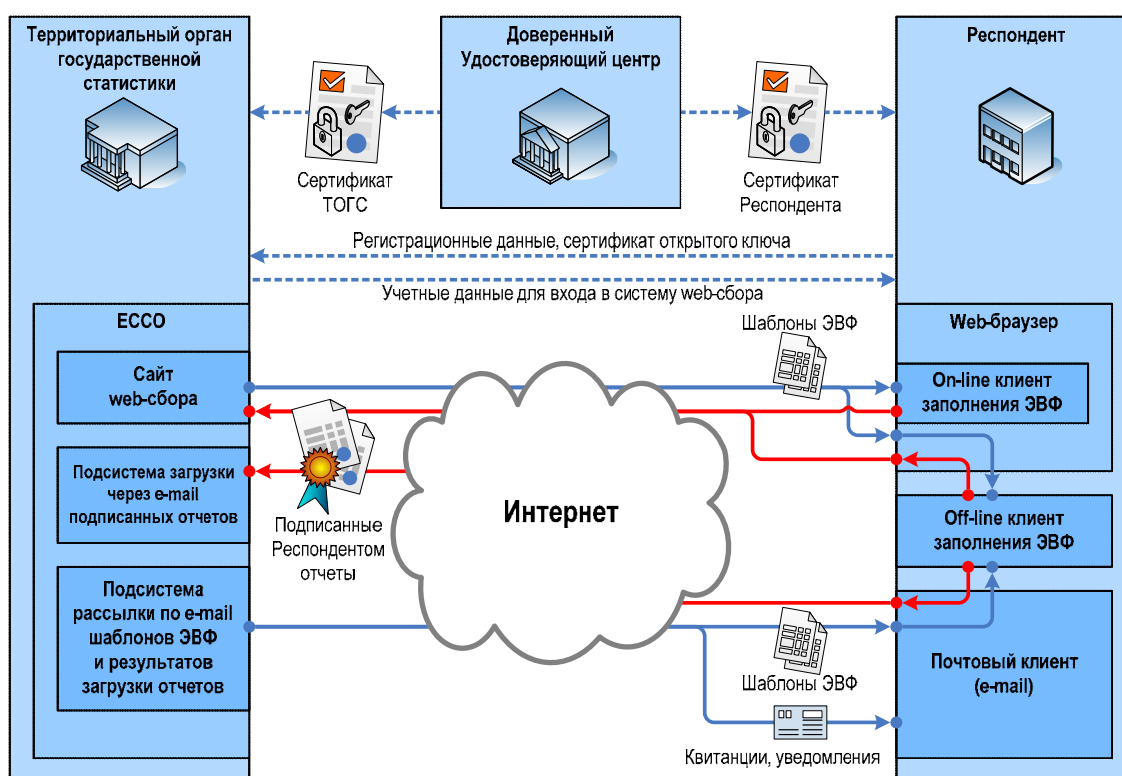 Территориальный орган
государственной
статистики
Доверенный
Удостоверяющий центр
Респондент
Сертификат
ТОГС
Сертификат
Респондента
Регистрационные данные, сертификат открытого ключа
Учетные данные для входа в систему web-сбора
ЕССО
Сайт
web-сбора
Подсистема загрузки
через e-mail
подписанных отчетов
Подсистема
рассылки по e-mail
шаблонов ЭВФ
и результатов
загрузки отчетов
Подписанные
Респондентом
отчеты
Интернет
Шаблоны ЭВФ
Web-браузер
On-line клиент
заполнения ЭВФ
Off-line клиент
заполнения ЭВФ
Шаблоны ЭВФ
Почтовый клиент
(e-mail)
Квитанции, уведомления